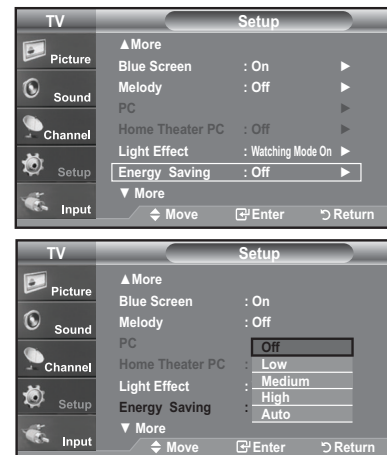 TV Setup
▲More
Picture
Blue Screen : On ►
Melody : Off ►
Sound
PC ►
Channel
Home Theater PC : Off ►
Light Effect : Watching Mode On ►
Setup
Energy Saving : Off ►
▼ More
Input
Move Enter Return
TV Setup
▲More
Picture
Blue Screen : On
Melody : Off
Sound
PC Off
Channel
Home Theater PC : Low
Light Effect : Medium
High
Setup
Energy Saving : Auto
▼ More
Input
Move Enter Return